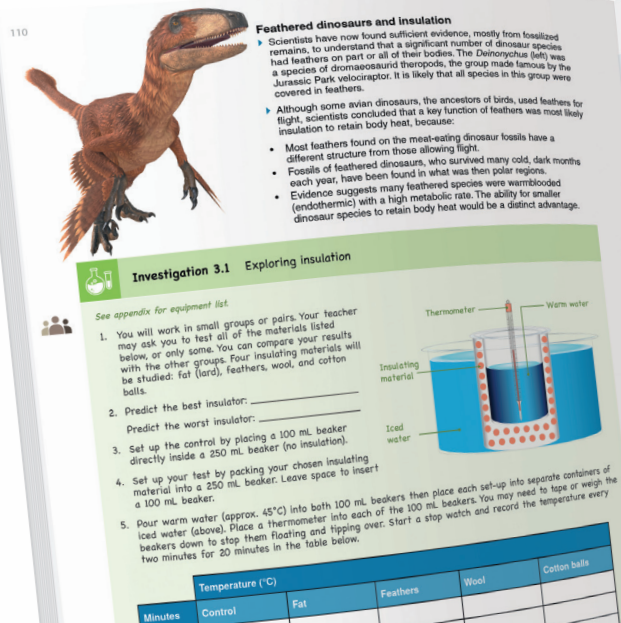 110
Feathered dinosaurs and insulation
Scientists have now found sufficient evidence, mostly from fossilized
remains, to understand that a significant number of dinosaur species
had feathers on part or all of their bodies. The Deinonychus (left) was
a species of dromaeosaurid theropods, the group made famous by the
Jurassic Park velociraptor. It is likely that all species in this group were
covered in feathers.
Although some avian dinosaurs, the ancestors of birds, used feathers for
flight, scientists concluded that a key function of feathers was most likely
insulation to retain body heat, because:
• Most feathers found on the meat-eating dinosaur fossils have a
different structure from those allowing flight.
• Fossils of feathered dinosaurs, who survived many cold, dark months
each year, have been found in what was then polar regions.
• Evidence suggests many feathered species were warmblooded
(endothermic) with a high metabolic rate. The ability for smaller
dinosaur species to retain body heat would be a distinct advantage.
Investigation 3.1 Exploring insulation
See appendix for equipment list.
1. You will work in small groups or pairs. Your teacher
may ask you to test all of the materials listed
below, or only some. You can compare your results
with the other groups. Four insulating materials will
be studied: fat (lard), feathers, wool, and cotton
balls.
2. Predict the best insulator:
Predict the worst insulator:
3. Set up the control by placing a 100 mL beaker
directly inside a 250 mL beaker (no insulation).
4. Set up your test by packing your chosen insulating
material into a 250 mL beaker. Leave space to insert
a 100 mL beaker.
Thermometer
Warm water
Insulating
material
Iced
water
5. Pour warm water (approx. 45°C) into both 100 mL beakers then place each set-up into separate containers of
iced water (above). Place a thermometer into each of the 100 mL beakers. You may need to tape or weigh the
beakers down to stop them floating and tipping over. Start a stop watch and record the temperature every
two minutes for 20 minutes in the table below.
Temperature (°C)
Minutes Control Fat Feathers Wool Cotton balls